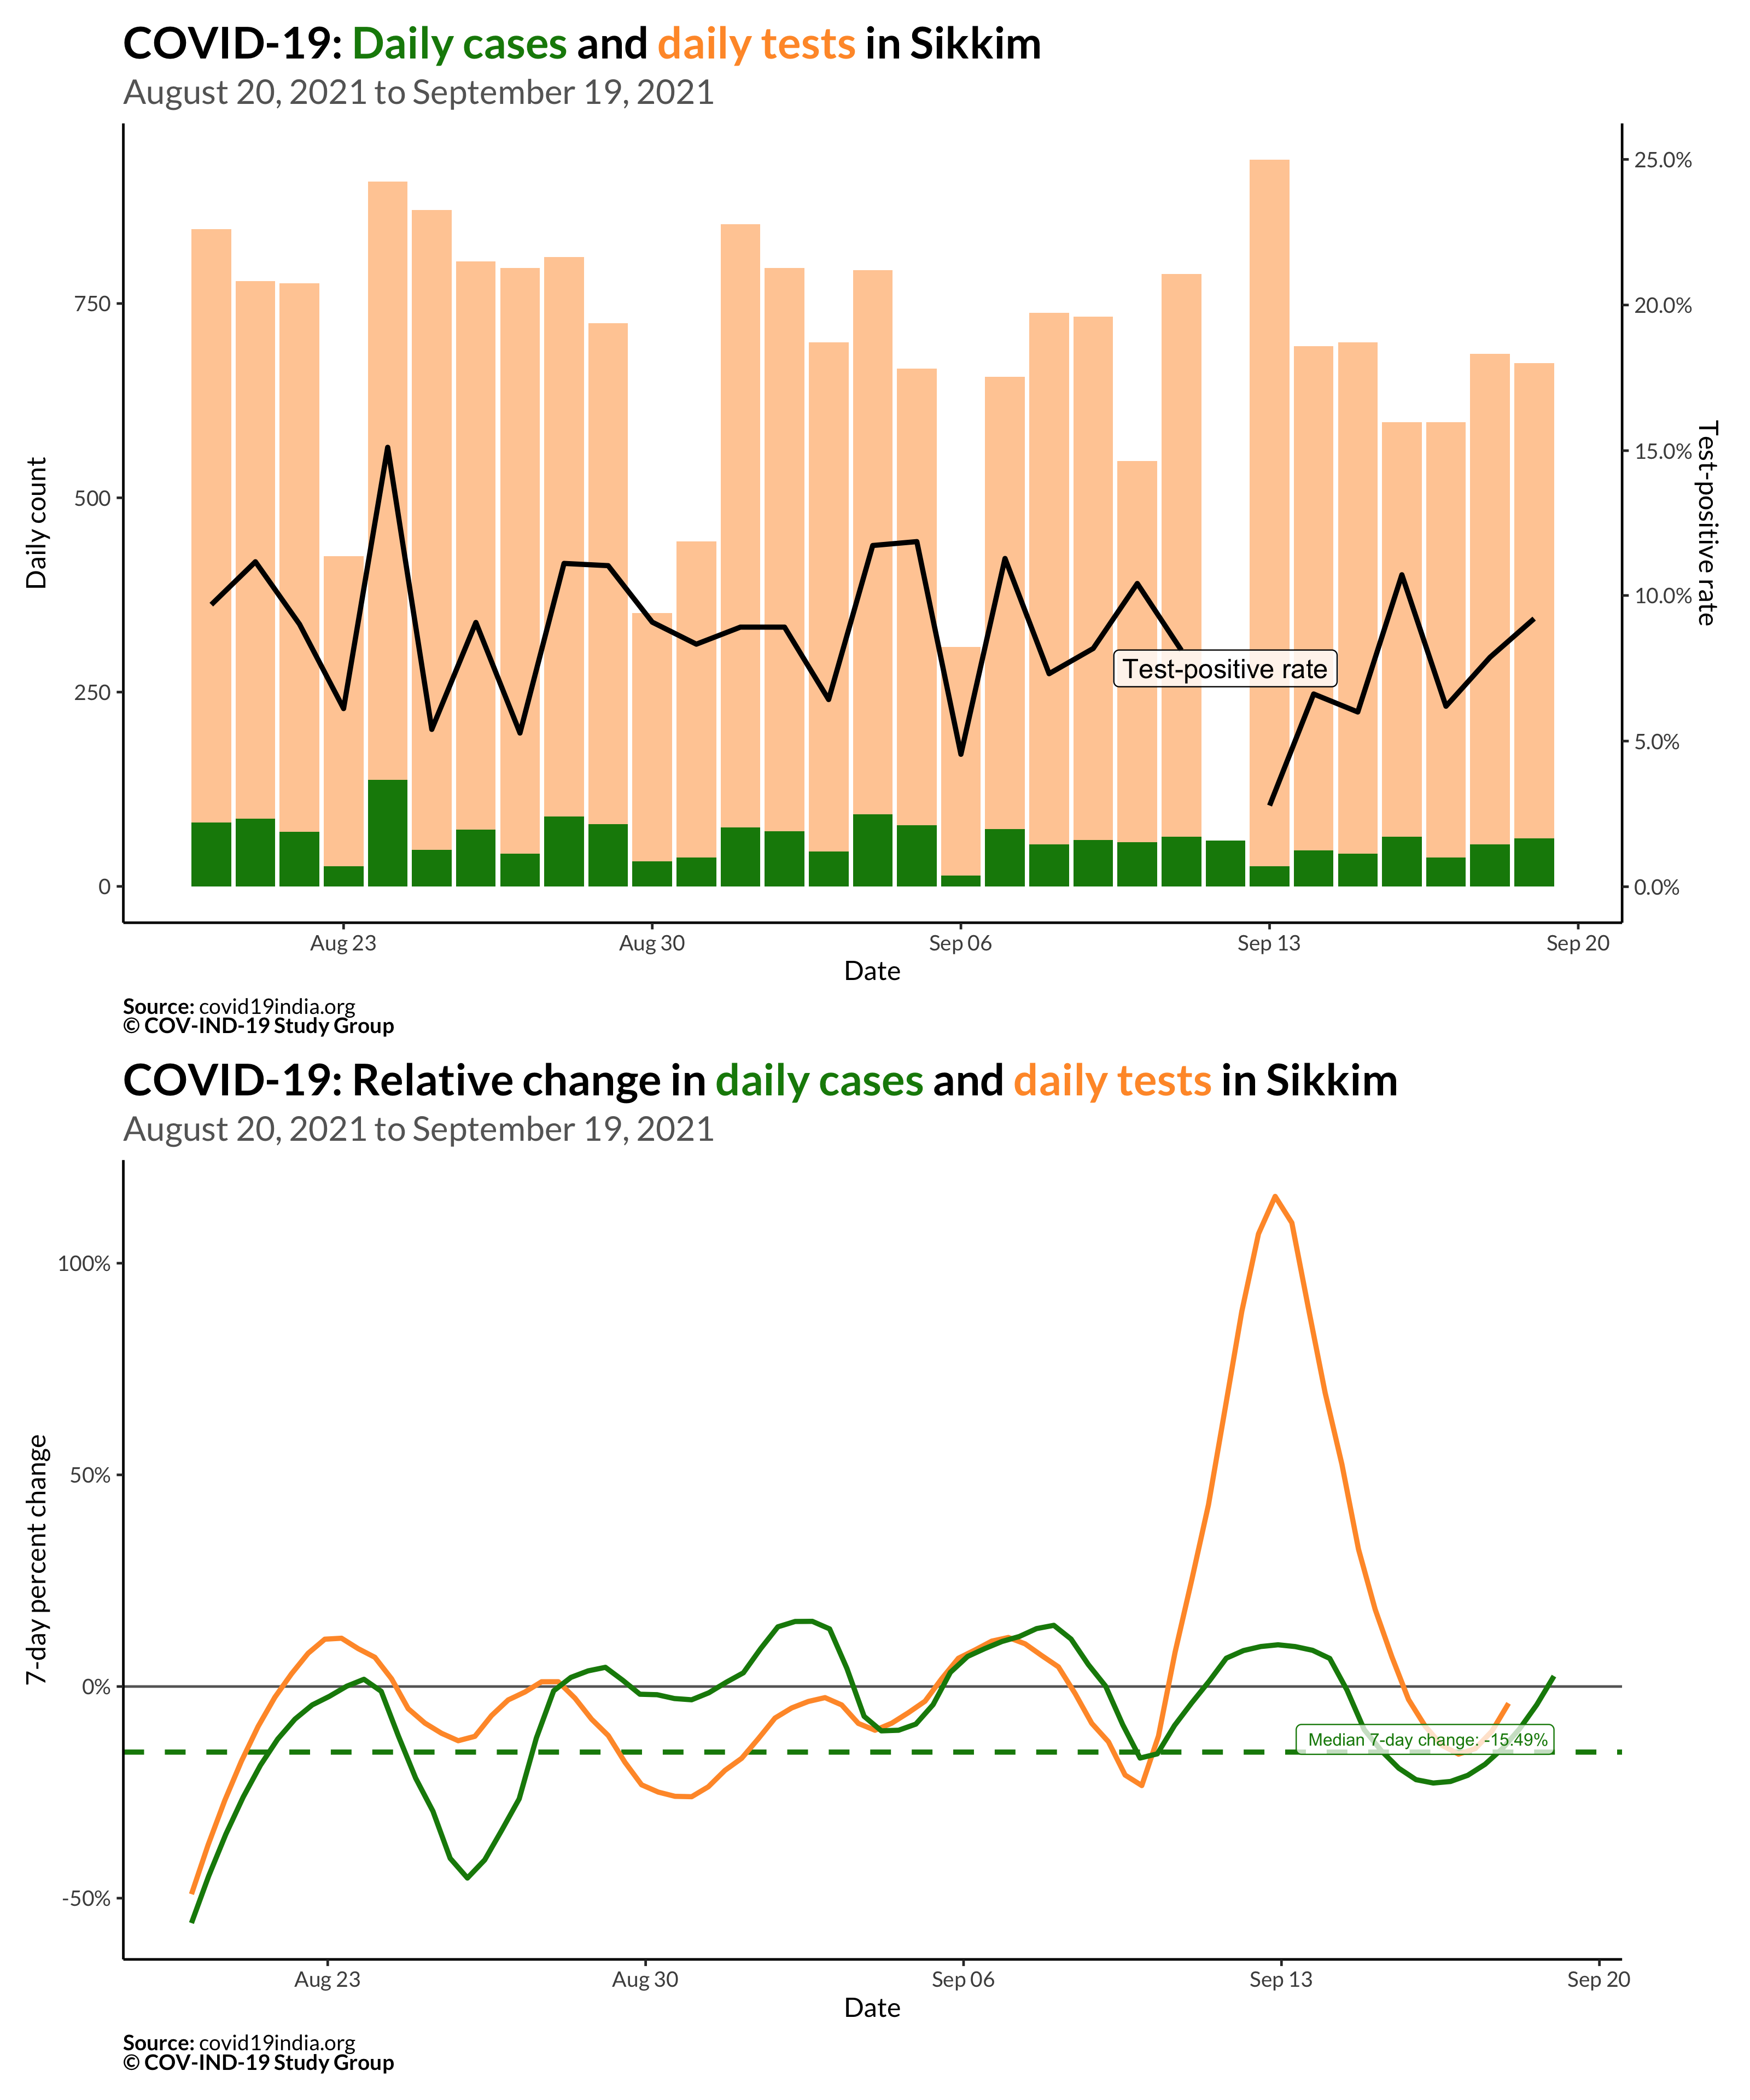 COVID-19: Daily cases and daily tests in Sikkim
August 20, 2021 to September 19, 2021
25.0%
20.0%
15.0%
10.0%
5.0%
0.0%
750
500
250
0
Daily count
Test-positive rate
Test-positive rate
Aug 23
Aug 30
Sep 06
Sep 13
Sep 20
Date
Source: covid19india.org
© COV-IND-19 Study Group
COVID-19: Relative change in daily cases and daily tests in Sikkim
August 20, 2021 to September 19, 2021
100%
50%
0%
-50%
7-day percent change
Median 7-day change: -15.49%
Aug 23
Aug 30
Sep 06
Sep 13
Sep 20
Date
Source: covid19india.org
© COV-IND-19 Study Group